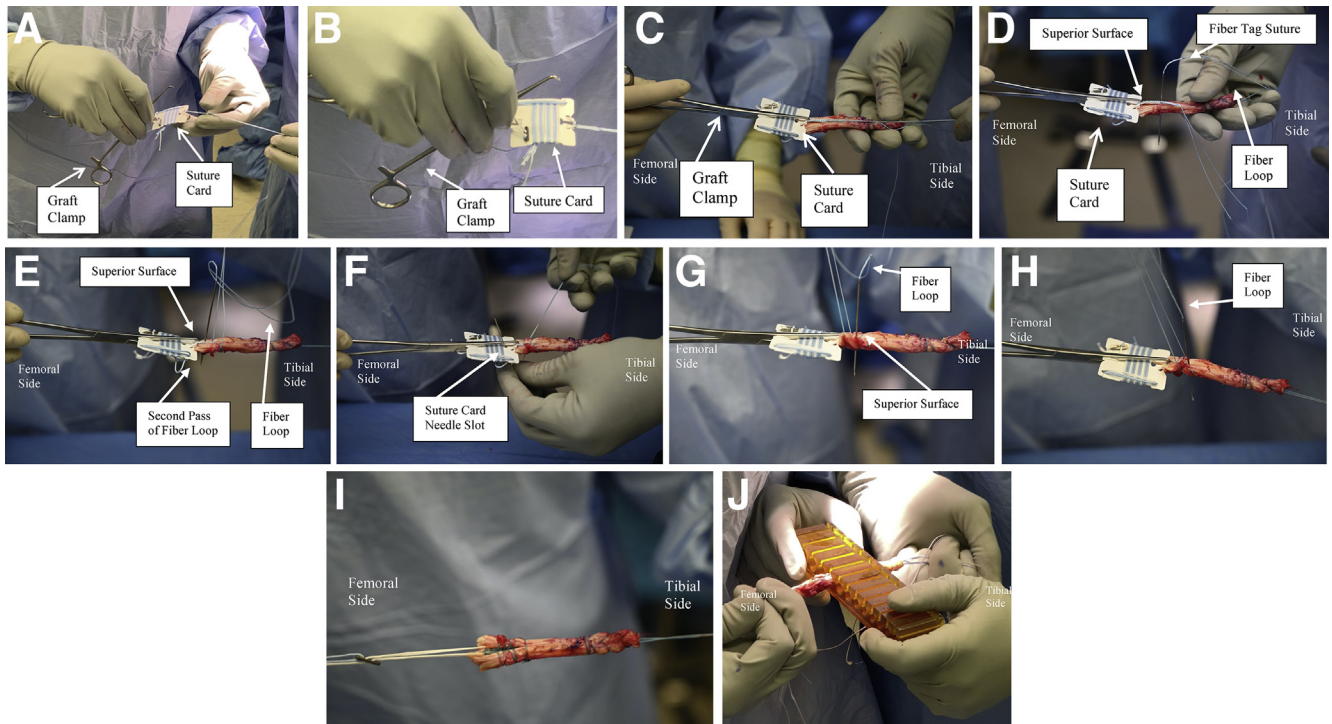 A
Graft
Clamp
Suture
Card
B
Graft
Clamp
Suture Card
C
Femoral
Side
Graft
Clamp
Suture
Card
Tibial
Side
D
Superior Surface
Fiber Tag Suture
Femoral
Side
Tibial
Side
Suture
Card
Fiber
Loop
E
Superior Surface
Femoral
Side
Tibial
Side
Second Pass
of Fiber Loop
Fiber
Loop
F
Femoral
Side
Tibial
Side
Suture Card
Needle Slot
G
Fiber
Loop
Femoral
Side
Tibial
Side
Superior Surface
H
Fiber
Loop
Femoral
Side
Tibial
Side
I
Femoral
Side
Tibial
Side
J
Femoral
Side
Tibial
Side